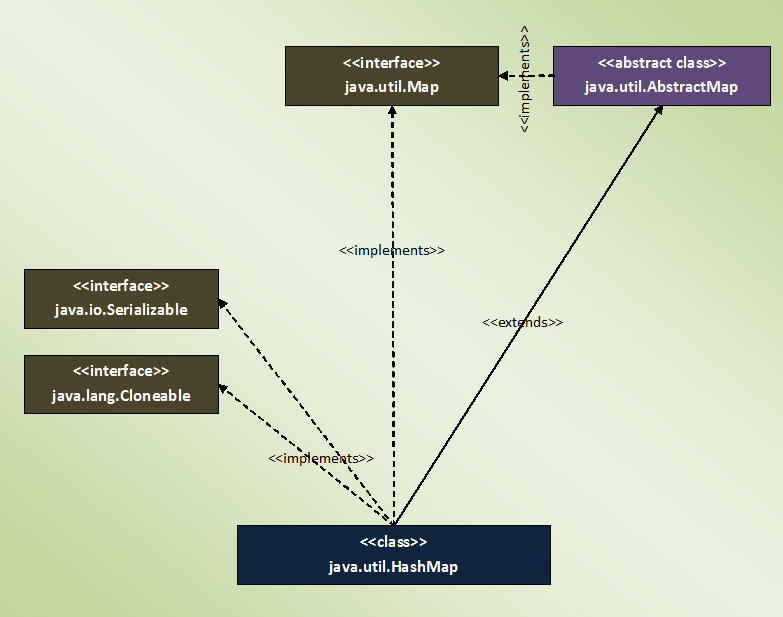 <<interface>>
java.util.Map
<<implements>>
<<abstract class>>
java.util.AbstractMap
<<implements>>
<<interface>>
java.io.Serializable
<<extends>>
<<interface>>
java.lang.Cloneable
<<implements>>
<<class>>
java.util.HashMap